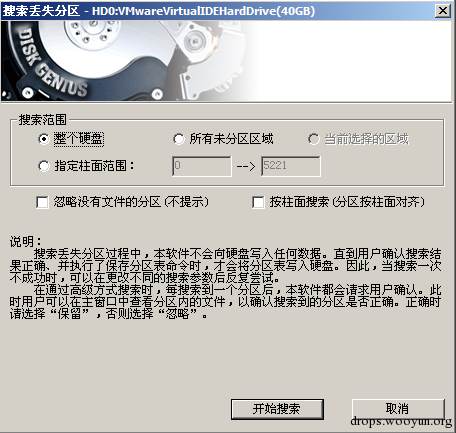 搜索丢失分区 - HD0:VMwareVirtualIDEHardDrive(40GB)
DISK GENIUS
搜索范围
整个硬盘 所有未分区区域 当前选择的区域
指定柱面范围： 0 --> 5221
忽略没有文件的分区(不提示) 按柱面搜索(分区按柱面对齐)
说明：
搜索丢失分区过程中，本软件不会向硬盘写入任何数据。直到用户确认搜索结
果正确、并执行了保存分区表命令时，才会将分区表写入硬盘。因此，当搜索一次
不成功时，可以在更改不同的搜索参数后反复尝试。
在通过高级方式搜索时，每搜索到一个分区后，本软件都会请求用户确认。此
时用户可以在主窗口中查看分区内的文件，以确认搜索到的分区是否正确。正确时
请选择“保留”，否则选择“忽略”。
开始搜索 取消
drops.wooyun.org